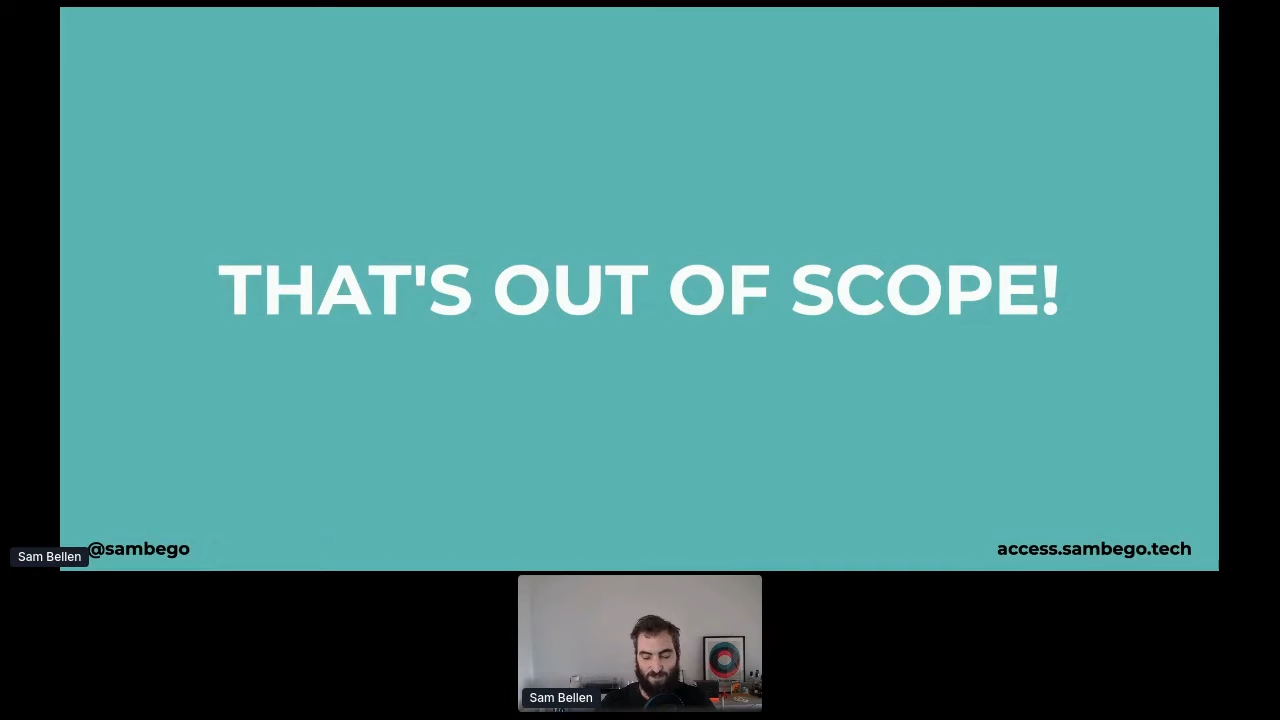 THAT'S OUT OF SCOPE!
@sambego
access.sambego.tech
Sam Bellen
Sam Bellen